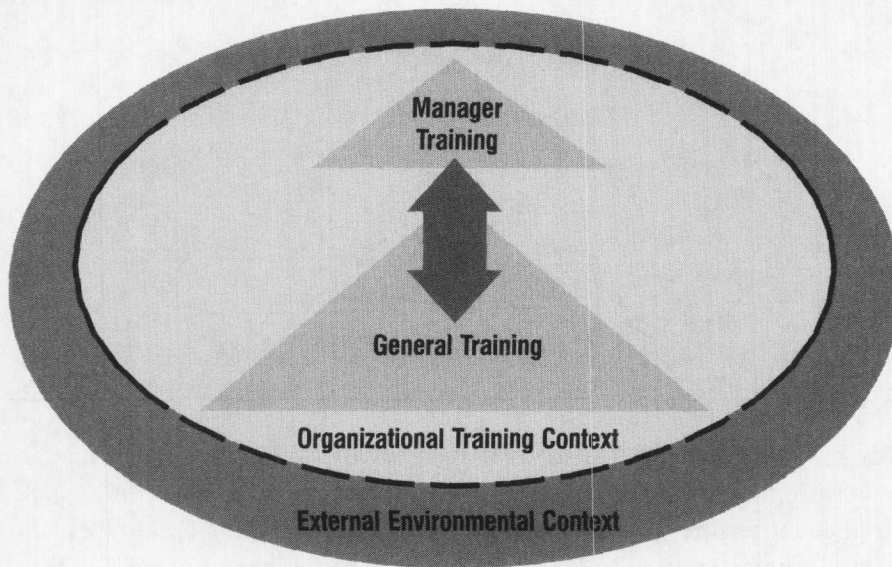 Manager
Training
General Training
Organizational Training Context
External Environmental Context